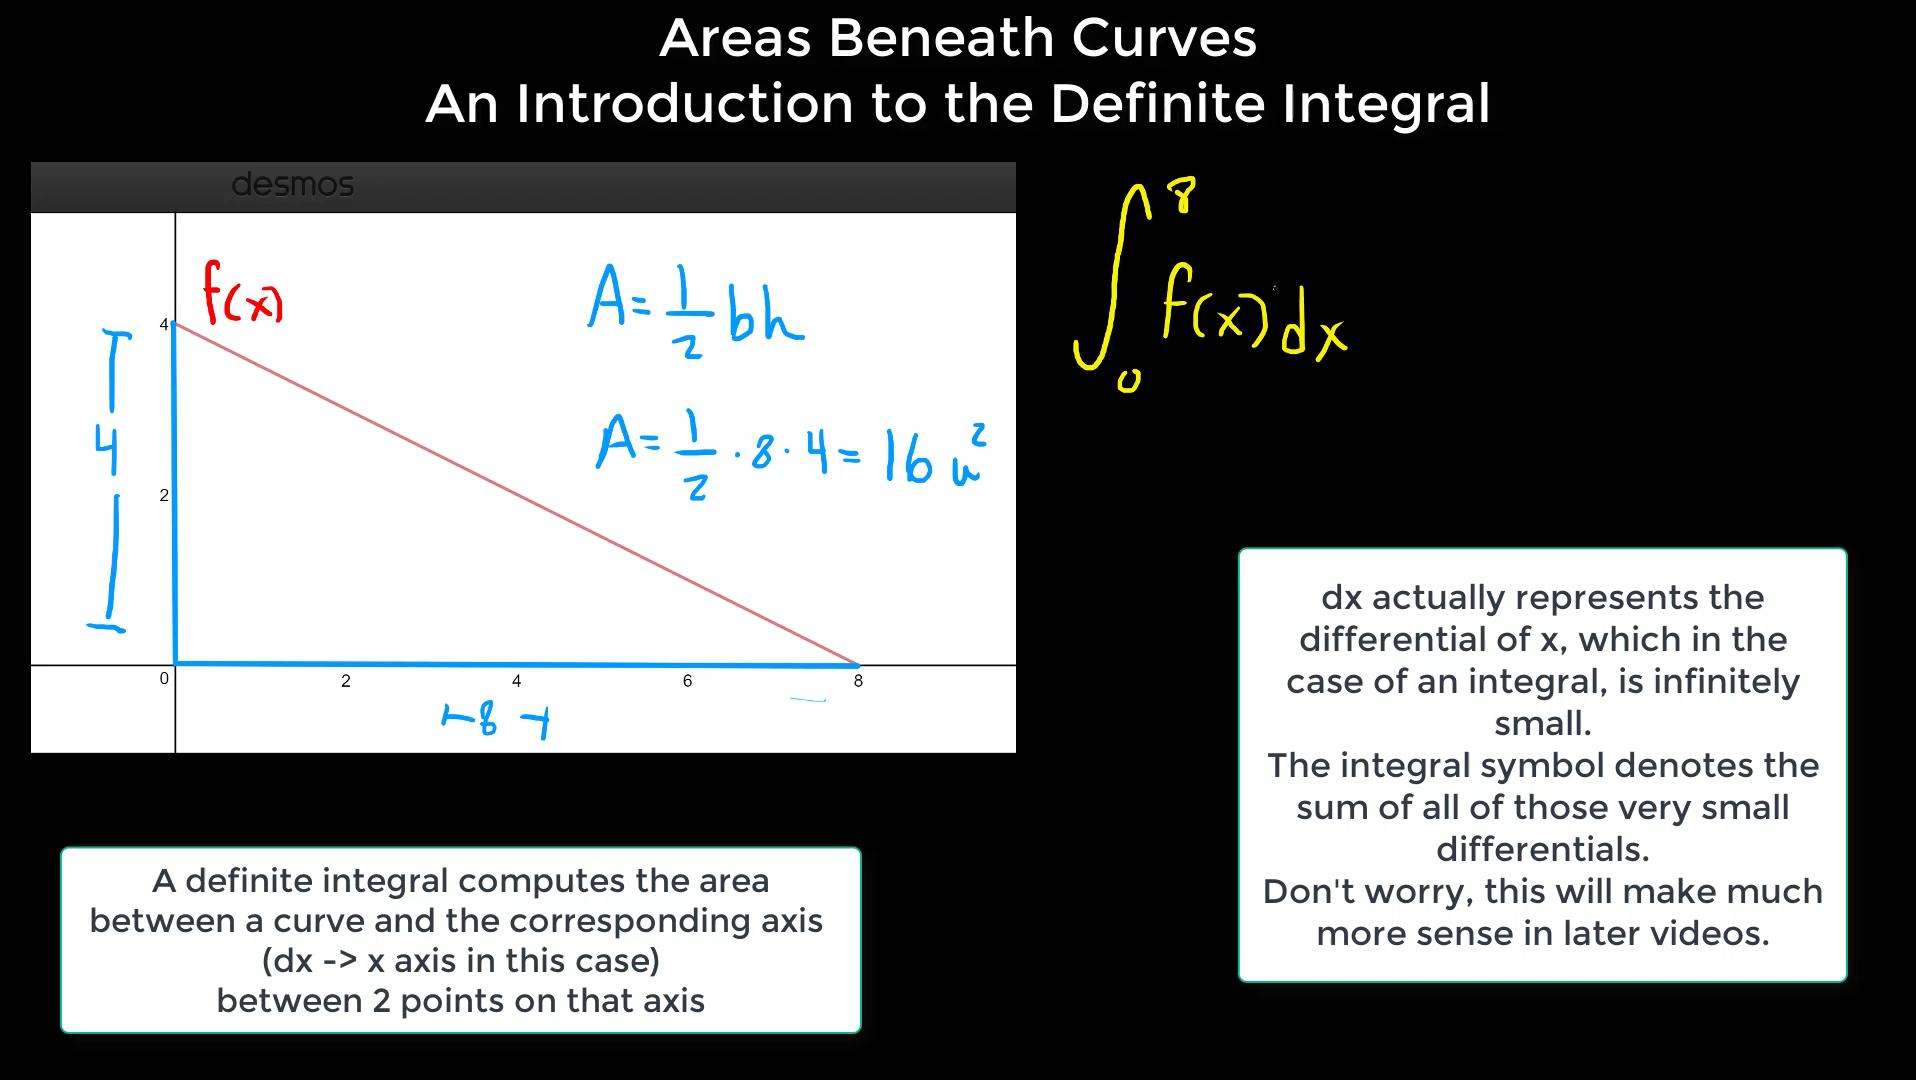 Areas Beneath Curves
An Introduction to the Definite Integral
desmos
f(x)
4
2
0
2
4
6
8
4
8
A = 1/2 bh
A = 1/2 · 8 · 4 = 16 u²
∫₀⁸ f(x) dx
dx actually represents the
differential of x, which in the
case of an integral, is infinitely
small.
The integral symbol denotes the
sum of all of those very small
differentials.
Don't worry, this will make much
more sense in later videos.
A definite integral computes the area
between a curve and the corresponding axis
(dx -> x axis in this case)
between 2 points on that axis